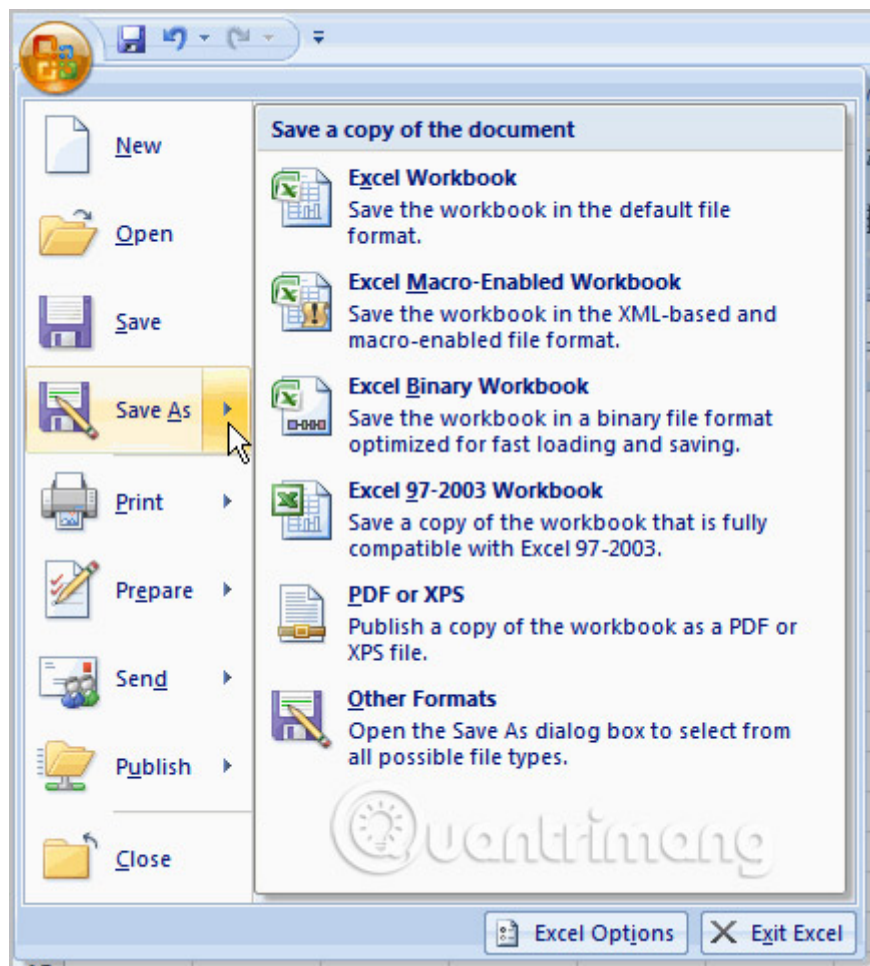 New
Open
Save
Save As
Print
Prepare
Send
Publish
Close
Save a copy of the document
Excel Workbook
Save the workbook in the default file
format.
Excel Macro-Enabled Workbook
Save the workbook in the XML-based and
macro-enabled file format.
Excel Binary Workbook
Save the workbook in a binary file format
optimized for fast loading and saving.
Excel 97-2003 Workbook
Save a copy of the workbook that is fully
compatible with Excel 97-2003.
PDF or XPS
Publish a copy of the workbook as a PDF or
XPS file.
Other Formats
Open the Save As dialog box to select from
all possible file types.
Quantrimang
Excel Options
Exit Excel